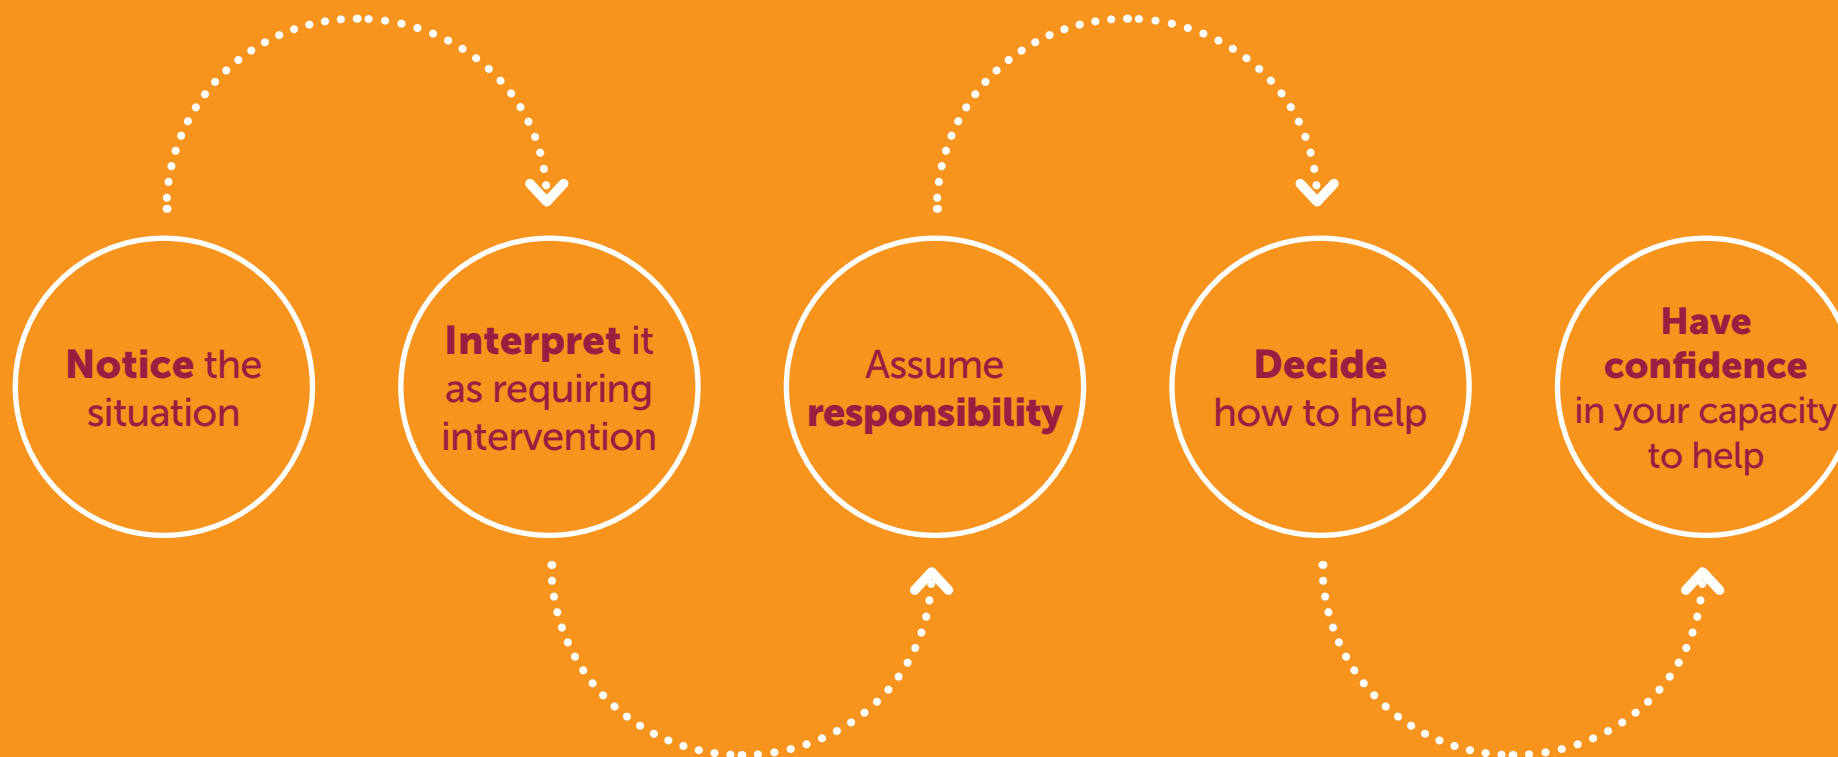 Notice the
situation
Interpret it
as requiring
intervention
Assume
responsibility
Decide
how to help
Have
confidence
in your capacity
to help